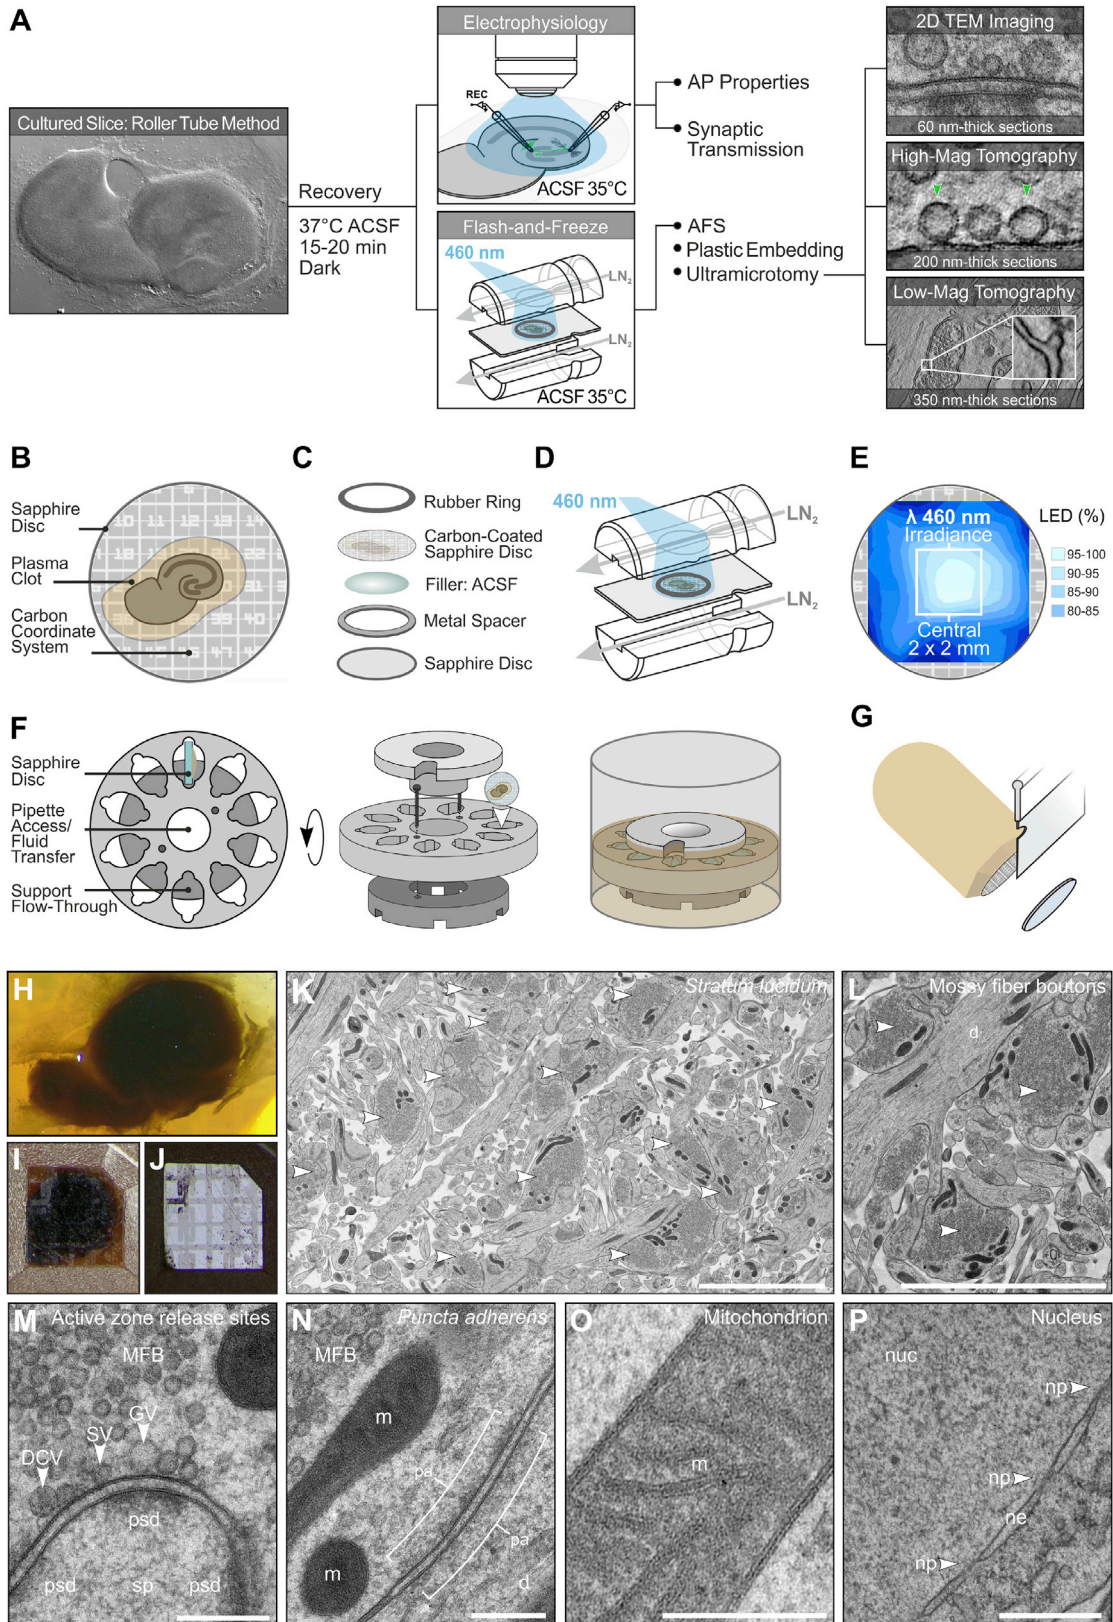 A
Cultured Slice: Roller Tube Method
Recovery
37°C ACSF
15-20 min
Dark
Electrophysiology
REC
ACSF 35°C
Flash-and-Freeze
460 nm
LN2
LN2
ACSF 35°C
AP Properties
Synaptic
Transmission
AFS
Plastic Embedding
Ultramicrotomy
2D TEM Imaging
60 nm-thick sections
High-Mag Tomography
200 nm-thick sections
Low-Mag Tomography
350 nm-thick sections
B
Sapphire
Disc
Plasma
Clot
Carbon
Coordinate
System
10 11 12 13 14
C
Rubber Ring
Carbon-Coated
Sapphire Disc
Filler: ACSF
Metal Spacer
Sapphire Disc
D
460 nm
LN2
LN2
E
λ 460 nm
Irradiance
Central
2 x 2 mm
LED (%)
95-100
90-95
85-90
80-85
F
Sapphire
Disc
Pipette
Access/
Fluid
Transfer
Support
Flow-Through
G
H
I
J
K
Stratum lucidum
L
Mossy fiber boutons
d
M
Active zone release sites
MFB
GV
SV
DCV
psd
psd
sp
psd
N
Puncta adherens
MFB
m
pa
pa
m
d
O
Mitochondrion
m
P
Nucleus
nuc
np
np
ne
np